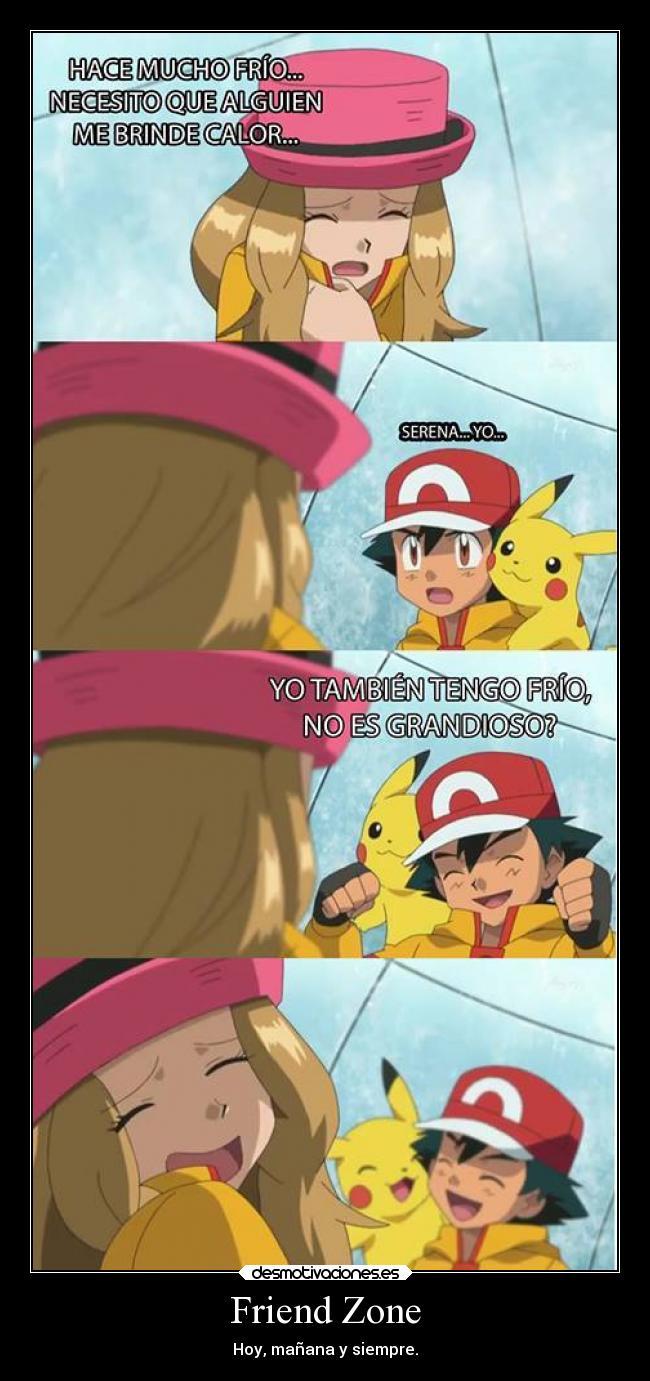 HACE MUCHO FRÍO...
NECESITO QUE ALGUIEN
ME BRINDE CALOR...
SERENA... YO...
YO TAMBIÉN TENGO FRÍO,
NO ES GRANDIOSO?
desmotivaciones.es
Friend Zone
Hoy, mañana y siempre.